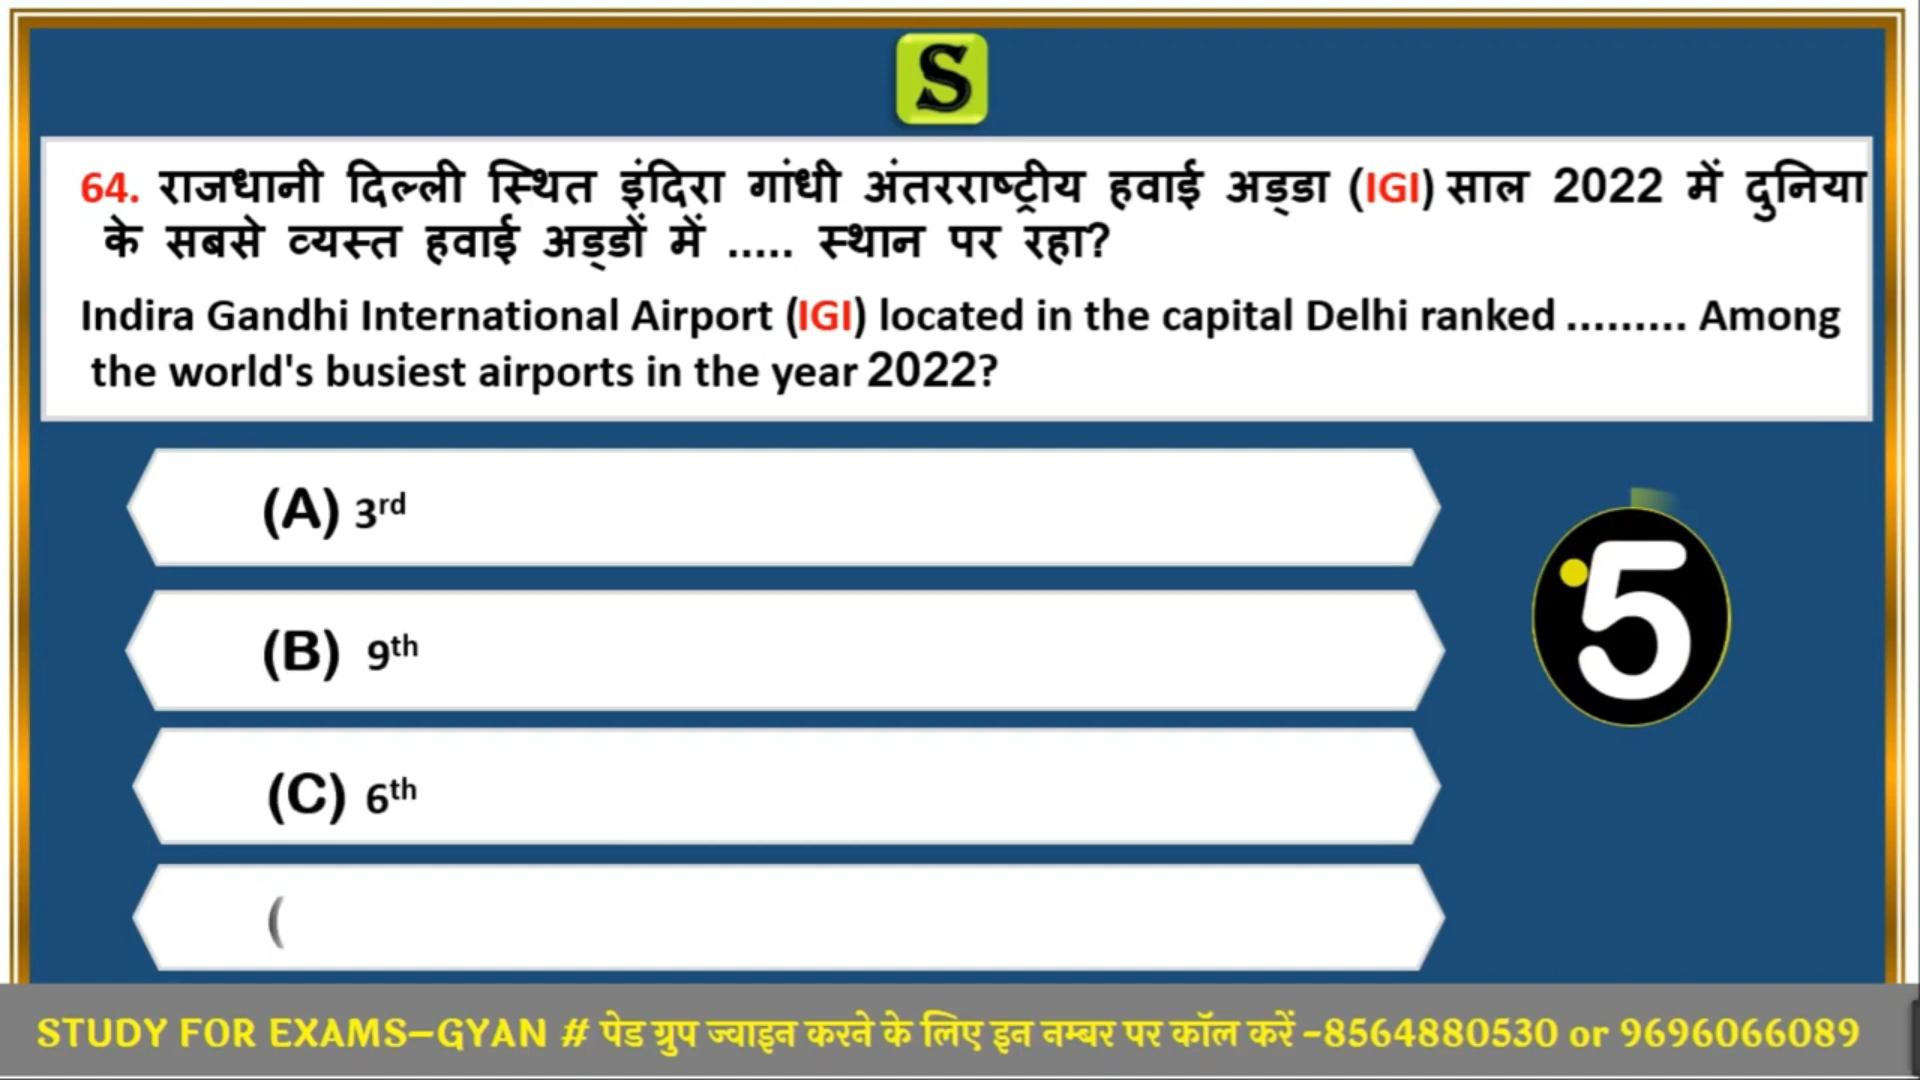 S
64. राजधानी दिल्ली स्थित इंदिरा गांधी अंतरराष्ट्रीय हवाई अड्डा (IGI) साल 2022 में दुनिया
के सबसे व्यस्त हवाई अड्डों में ..... स्थान पर रहा?
Indira Gandhi International Airport (IGI) located in the capital Delhi ranked ......... Among
the world's busiest airports in the year 2022?
(A) 3rd
(B) 9th
(C) 6th
(
5
STUDY FOR EXAMS–GYAN # पेड ग्रुप ज्वाइन करने के लिए इन नम्बर पर कॉल करें -8564880530 or 9696066089